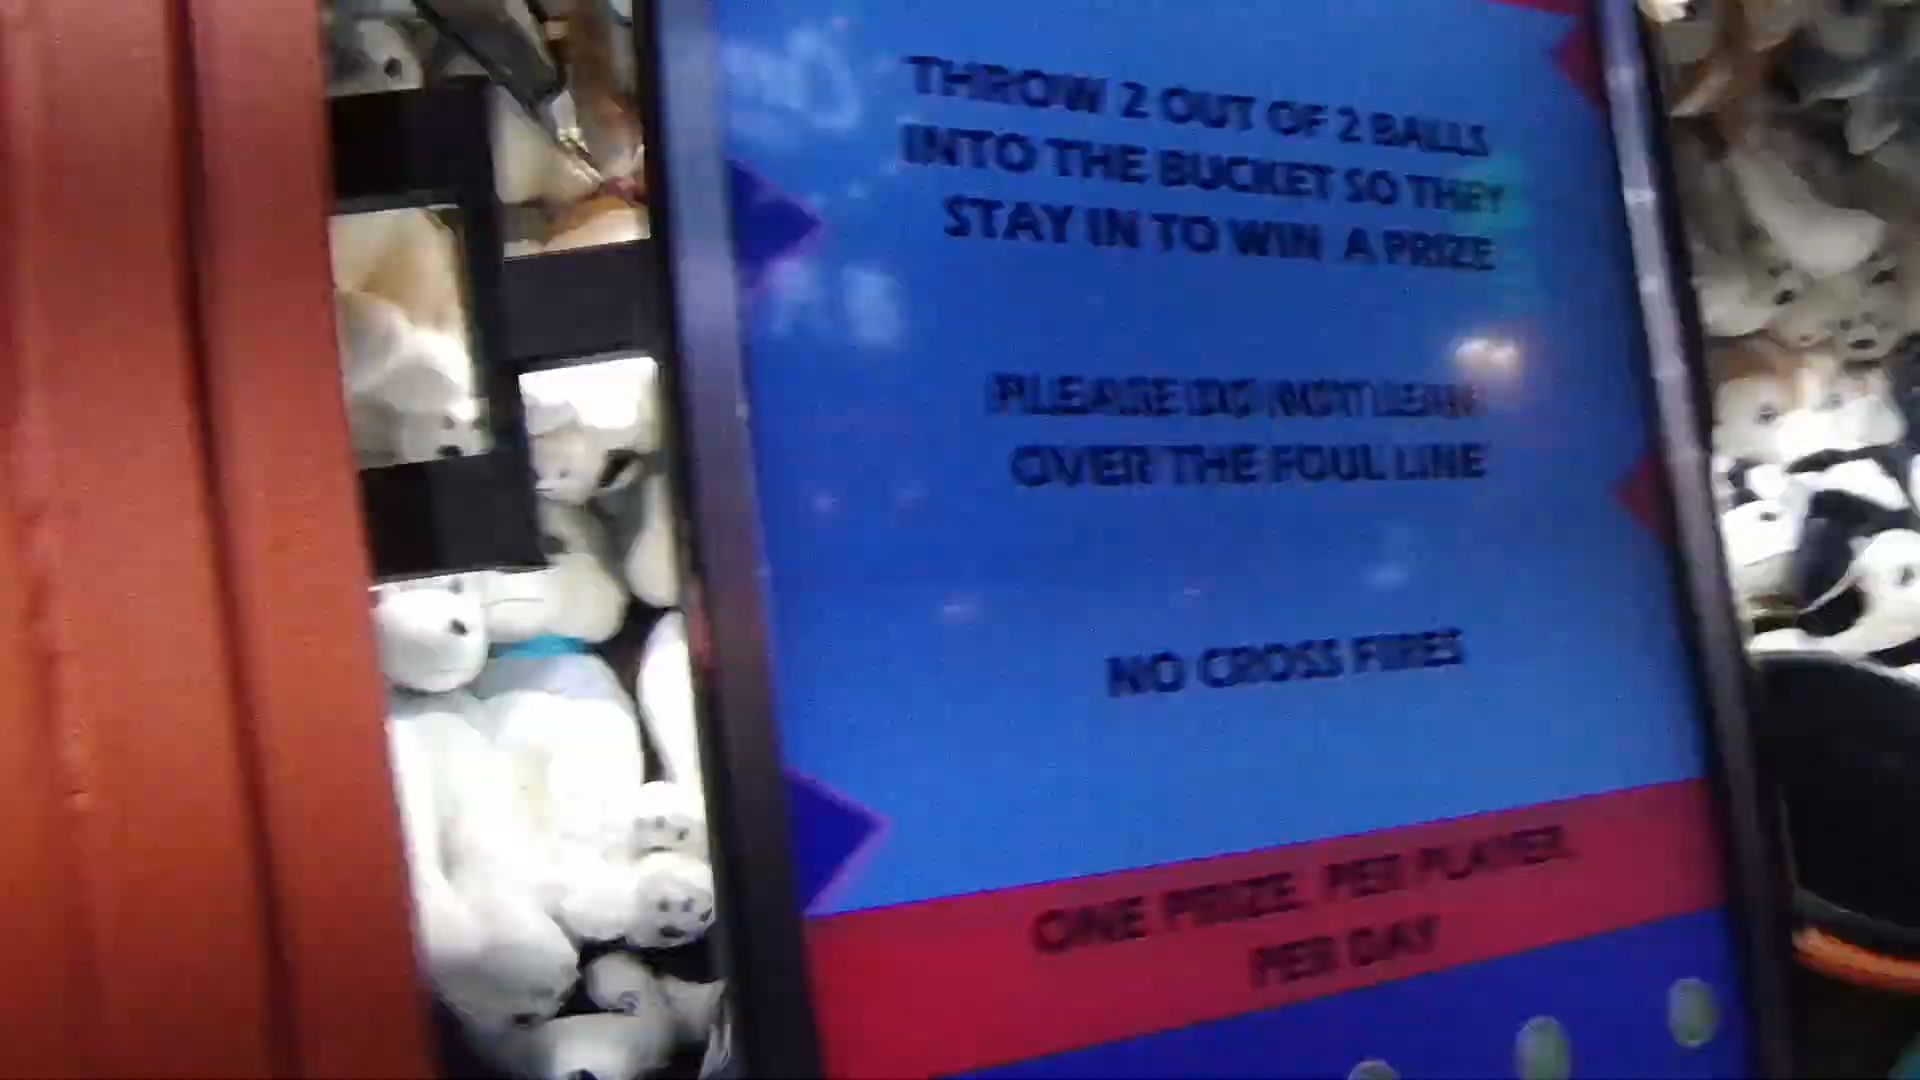 THROW 2 OUT OF 2 BALLS
INTO THE BUCKET SO THEY
STAY IN TO WIN A PRIZE
PLEASE DO NOT LEAN
OVER THE FOUL LINE
NO CROSS FIRES
ONE PRIZE PER PLAYER
PER DAY